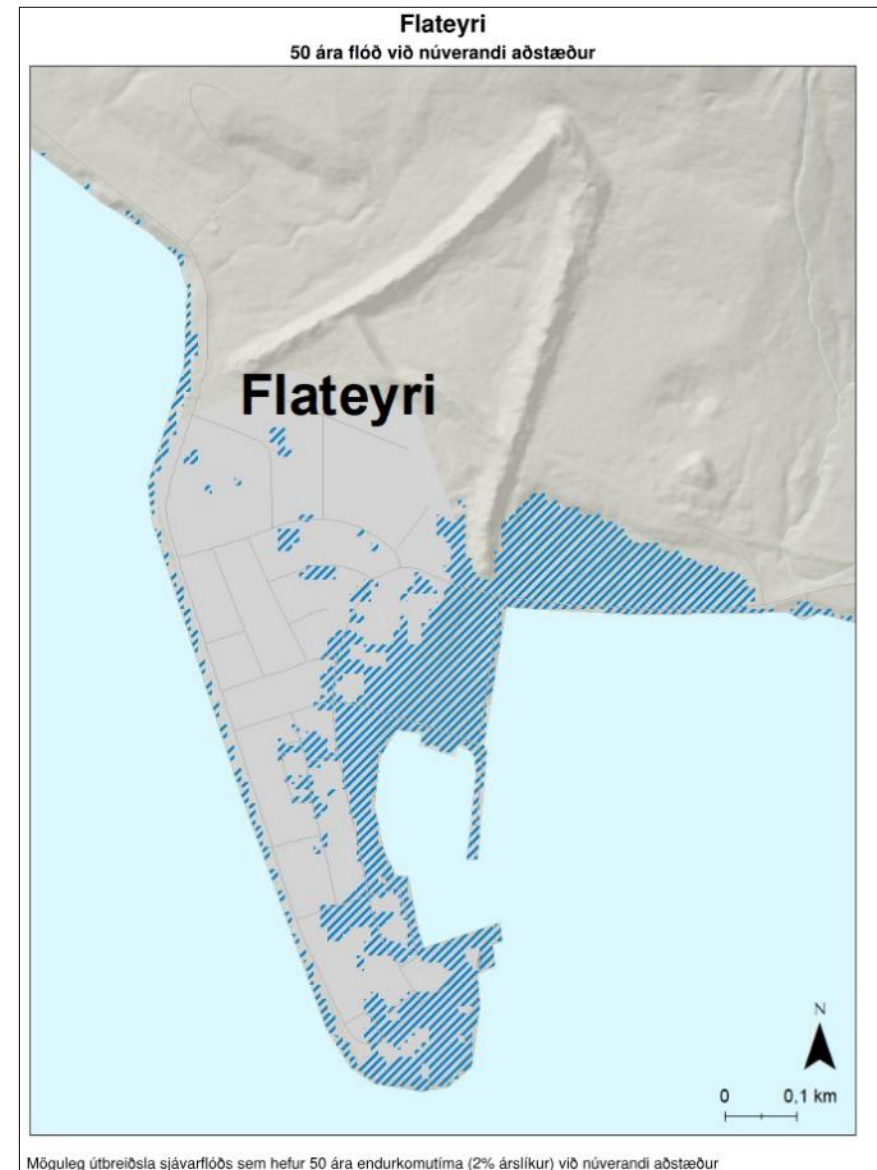 Flateyri
50 ára flóð við núverandi aðstæður
Flateyri
N
0 0,1 km
Möguleg útbreiðsla sjávarflóðs sem hefur 50 ára endurkomutíma (2% árslíkur) við núverandi aðstæður